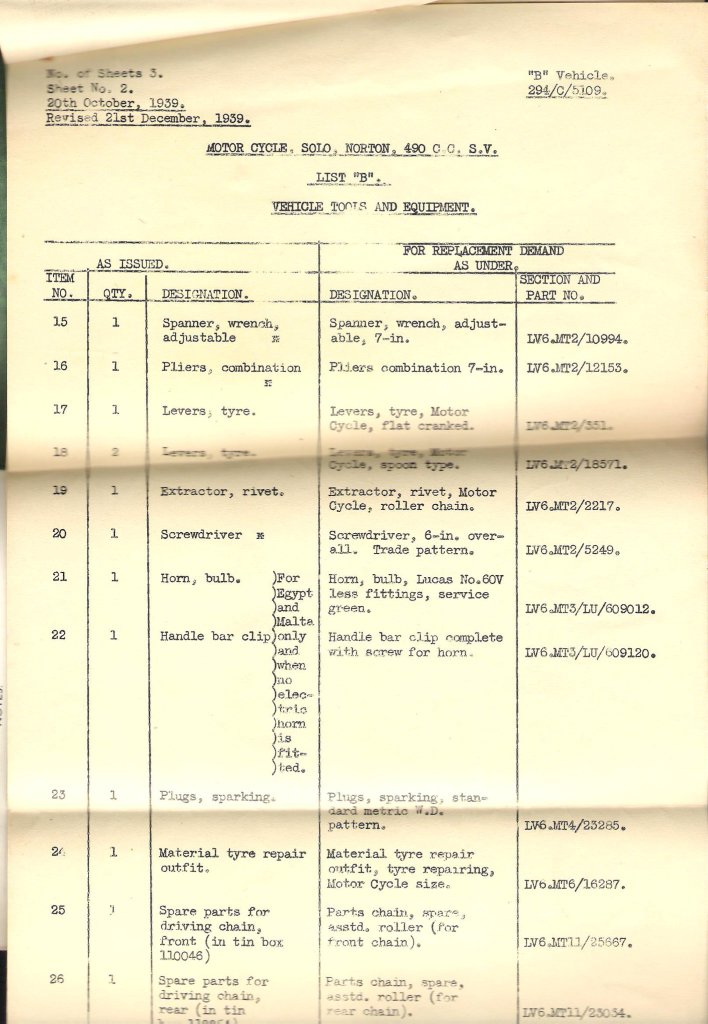 No. of Sheets 3.
"B" Vehicle.
Sheet No. 2.
294/C/5109.
20th October, 1939.
Revised 21st December, 1939.
MOTOR CYCLE, SOLO, NORTON, 490 C.C. S.V.
LIST "B".
VEHICLE TOOLS AND EQUIPMENT.
AS ISSUED.
FOR REPLACEMENT DEMAND
AS UNDER.
ITEM NO.
QTY.
DESIGNATION.
DESIGNATION.
SECTION AND PART NO.
15 1 Spanner, wrench, Spanner, wrench, adjust-
adjustable * able, 7-in. LV6.MT2/10994.
16 1 Pliers, combination Pliers combination 7-in. LV6.MT2/12153.
*
17 1 Levers, tyre. Levers, tyre, Motor
Cycle, flat cranked. LV6.MT2/351.
18 2 Levers, tyre. Levers, tyre, Motor
Cycle, spoon type. LV6.MT2/18571.
19 1 Extractor, rivet. Extractor, rivet, Motor
Cycle, roller chain. LV6.MT2/2217.
20 1 Screwdriver * Screwdriver, 6-in. over-
all. Trade pattern. LV6.MT2/5249.
21 1 Horn, bulb. )For Horn, bulb, Lucas No.60V
)Egypt less fittings, service
)and green. LV6.MT3/LU/609012.
)Malta
22 1 Handle bar clip)only Handle bar clip complete
)and with screw for horn. LV6.MT3/LU/609120.
)when
)no
)elec-
)tric
)horn
)is
)fit-
)ted.
23 1 Plugs, sparking. Plugs, sparking, stan-
dard metric W.D.
pattern. LV6.MT4/23285.
24 1 Material tyre repair Material tyre repair
outfit. outfit, tyre repairing,
Motor Cycle size. LV6.MT6/16287.
25 1 Spare parts for Parts chain, spare,
driving chain, asstd. roller (for
front (in tin box front chain). LV6.MT11/25667.
110046)
26 1 Spare parts for Parts chain, spare,
driving chain, asstd. roller (for
rear (in tin rear chain). LV6.MT11/23034.